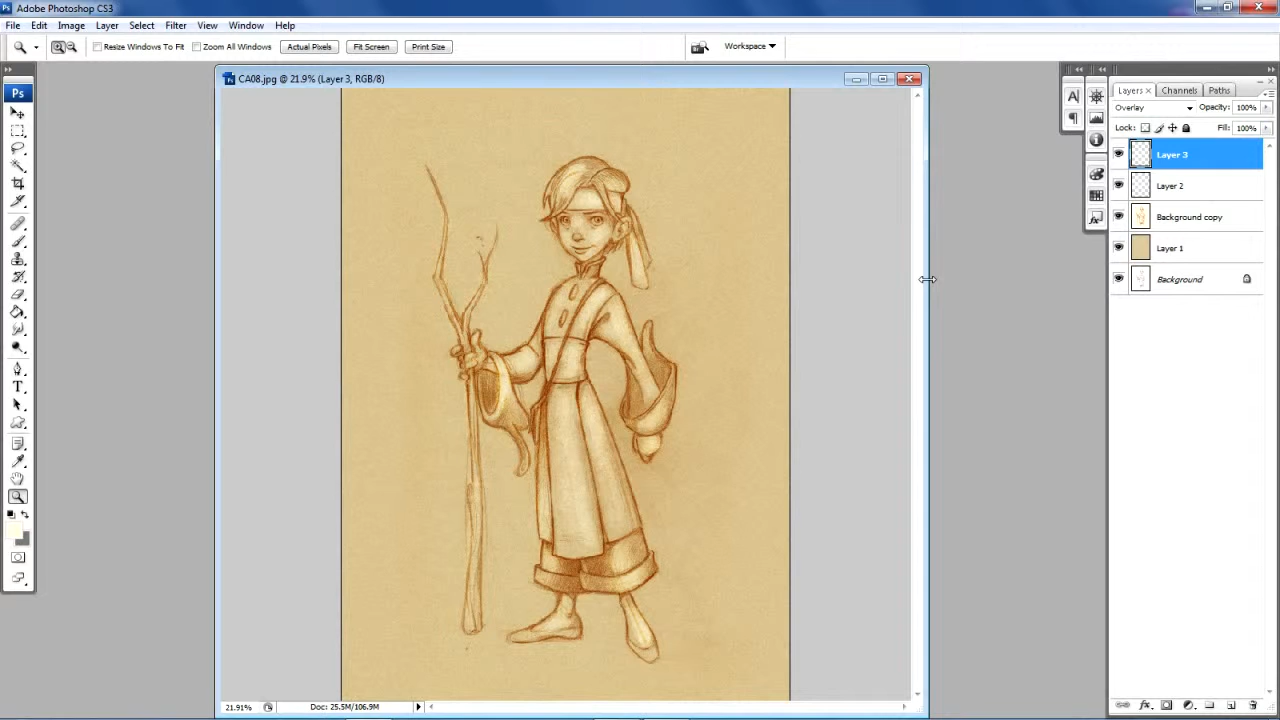 Ps Adobe Photoshop CS3
File Edit Image Layer Select Filter View Window Help
Resize Windows To Fit Zoom All Windows Actual Pixels Fit Screen Print Size Workspace
CA08.jpg @ 21.9% (Layer 3, RGB/8)
Ps
T
A
Layers Channels Paths
Overlay Opacity: 100%
Lock: Fill: 100%
Layer 3
Layer 2
Background copy
Layer 1
Background
21.91% Doc: 25.5M/106.9M
fx